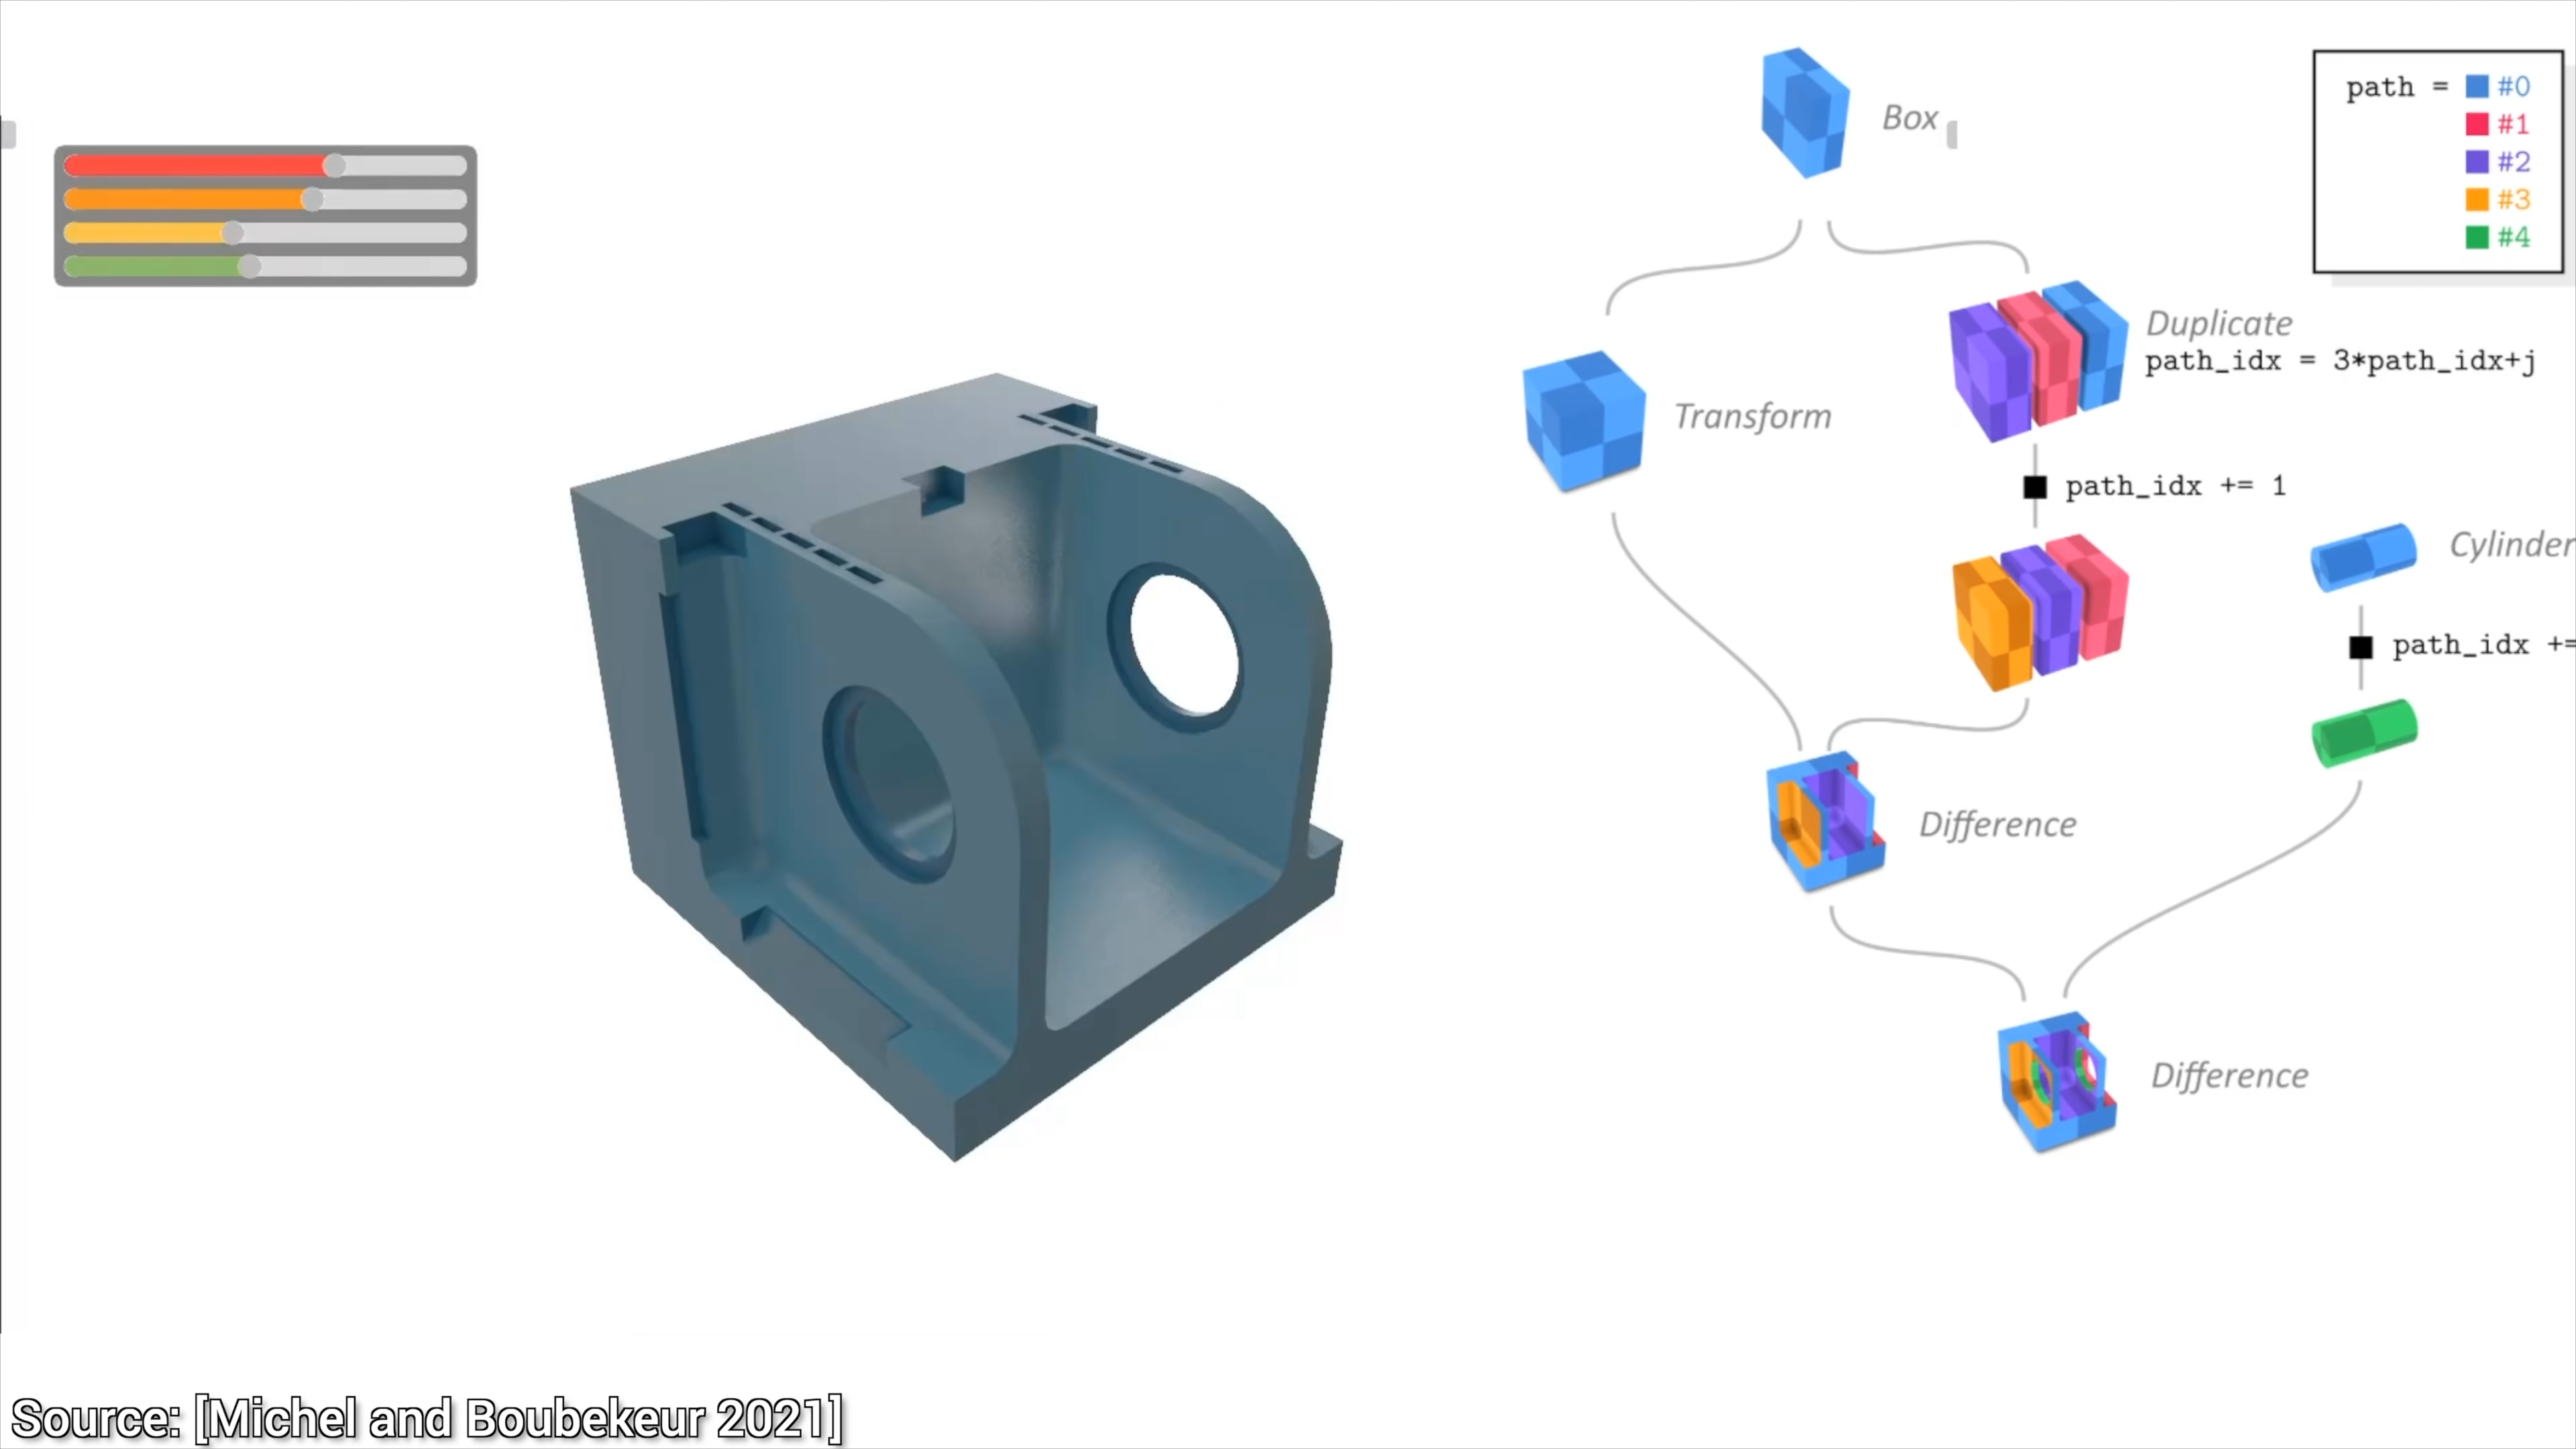 Box
path = #0
#1
#2
#3
#4
Duplicate
path_idx = 3*path_idx+j
Transform
path_idx += 1
Cylinder
path_idx +=
Difference
Difference
Source: [Michel and Boubekeur 2021]